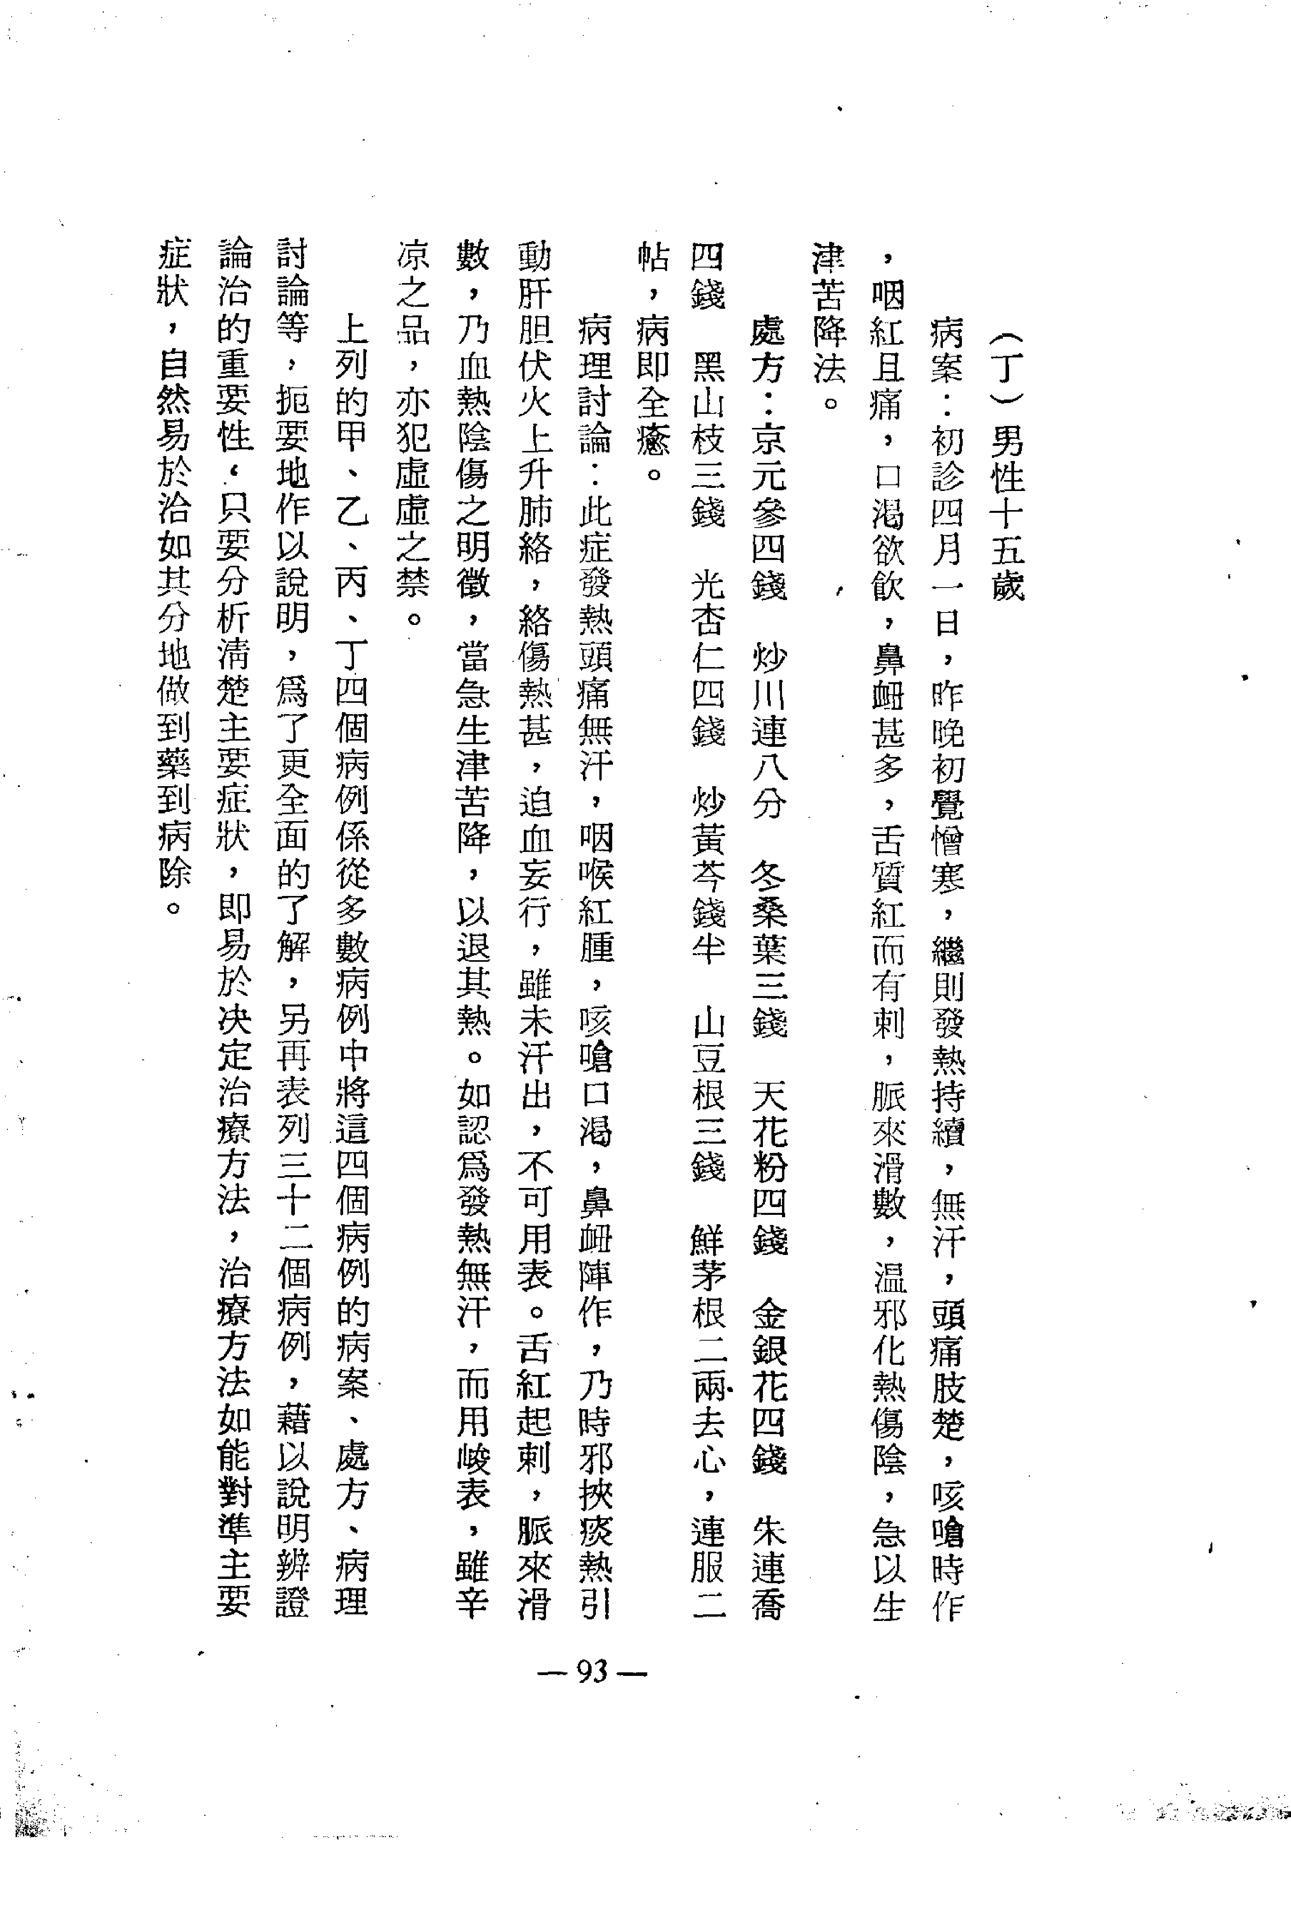 （丁）男性十五歲
病案：初診四月一日，昨晚初覺憎寒，繼則發熱持續，無汗，頭痛肢楚，咳嗆時作
，咽紅且痛，口渴欲飲，鼻衄甚多，舌質紅而有刺，脈來滑數，温邪化熱傷陰，急以生
津苦降法。
處方：京元參四錢　炒川連八分　冬桑葉三錢　天花粉四錢　金銀花四錢　朱連喬
四錢　黑山枝三錢　光杏仁四錢　炒黃芩錢半　山豆根三錢　鮮茅根二兩去心，連服二
帖，病即全癒。
病理討論：此症發熱頭痛無汗，咽喉紅腫，咳嗆口渴，鼻衄陣作，乃時邪挾痰熱引
動肝胆伏火上升肺絡，絡傷熱甚，迫血妄行，雖未汗出，不可用表。舌紅起刺，脈來滑
數，乃血熱陰傷之明徵，當急生津苦降，以退其熱。如認爲發熱無汗，而用峻表，雖辛
凉之品，亦犯虛虛之禁。
上列的甲、乙、丙、丁四個病例係從多數病例中將這四個病例的病案、處方、病理
討論等，扼要地作以說明，爲了更全面的了解，另再表列三十二個病例，藉以說明辨證
論治的重要性，只要分析清楚主要症狀，即易於決定治療方法，治療方法如能對準主要
症狀，自然易於治如其分地做到藥到病除。
—93—